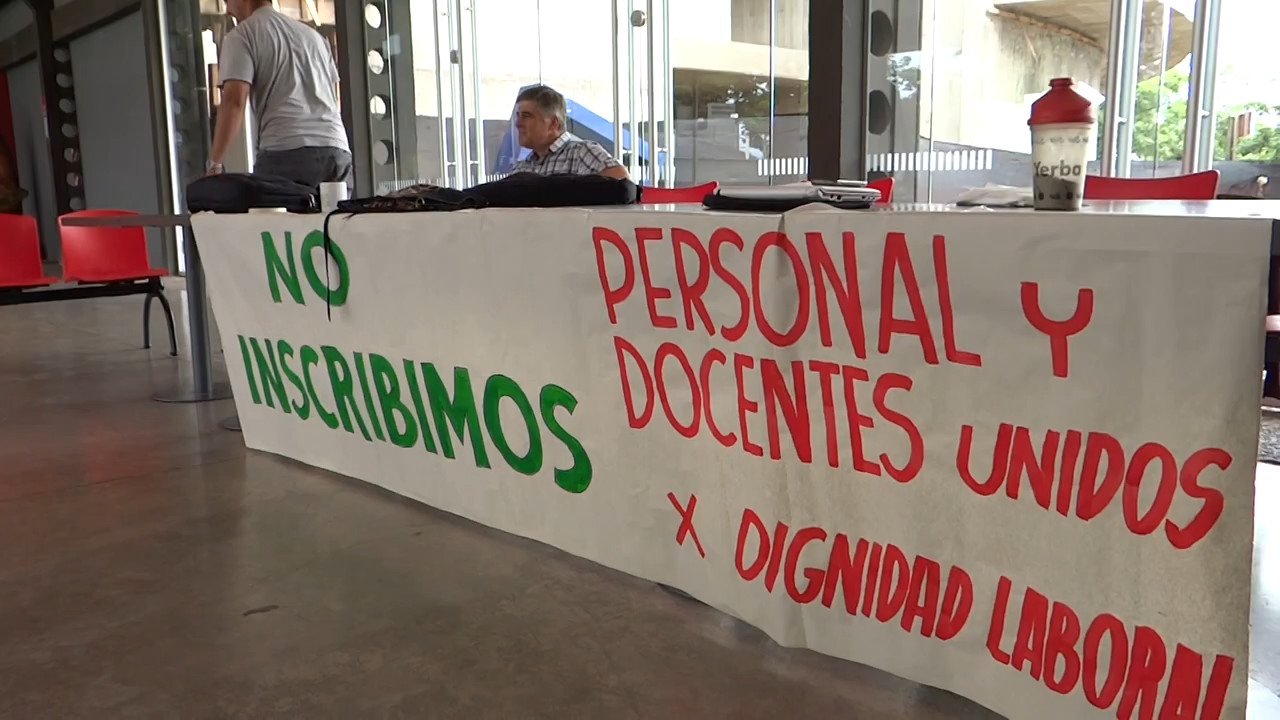 NO
INSCRIBIMOS
PERSONAL Y
DOCENTES UNIDOS
X DIGNIDAD LABORAL
Yerba